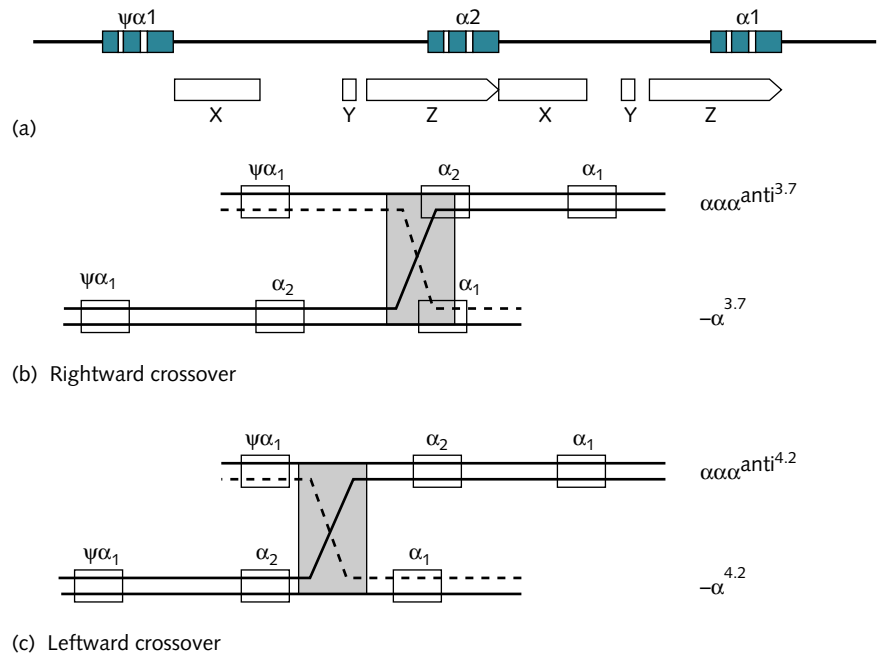 ψα1 α2 α1
X Y Z X Y Z
(a)
ψα₁ α₂ α₁
αααanti³·⁷
ψα₁ α₂ α₁
–α³·⁷
(b) Rightward crossover
ψα₁ α₂ α₁
αααanti⁴·²
ψα₁ α₂ α₁
–α⁴·²
(c) Leftward crossover